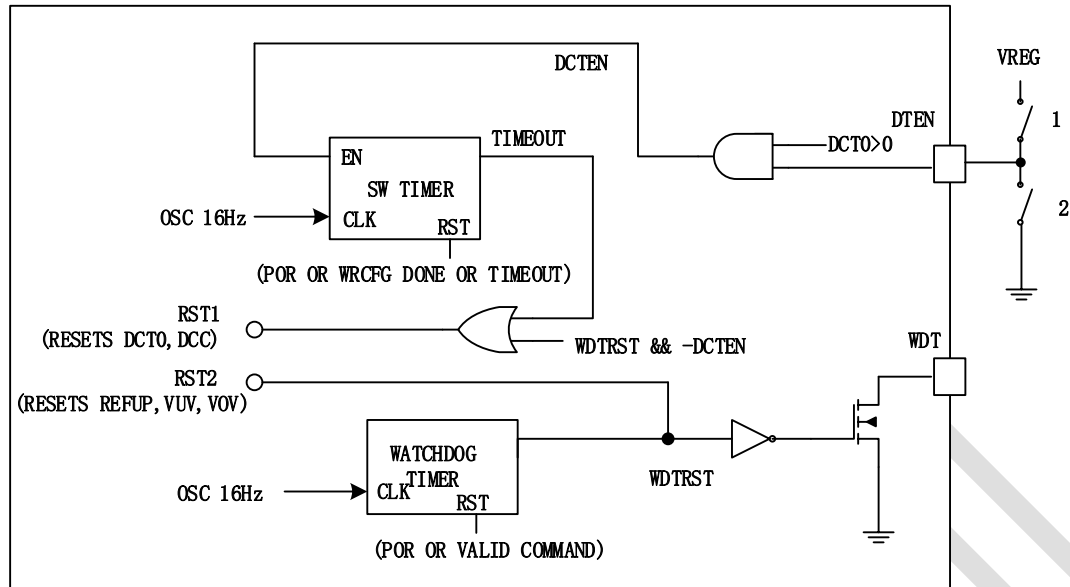 DCTEN
VREG
DTEN
1
TIMEOUT
DCT0>0
EN
SW TIMER
2
OSC 16Hz
CLK
RST
(POR OR WRCFG DONE OR TIMEOUT)
RST1
(RESETS DCT0, DCC)
WDTRST && -DCTEN
WDT
RST2
(RESETS REFUP, VUV, VOV)
WATCHDOG
TIMER
WDTRST
OSC 16Hz
CLK
RST
(POR OR VALID COMMAND)